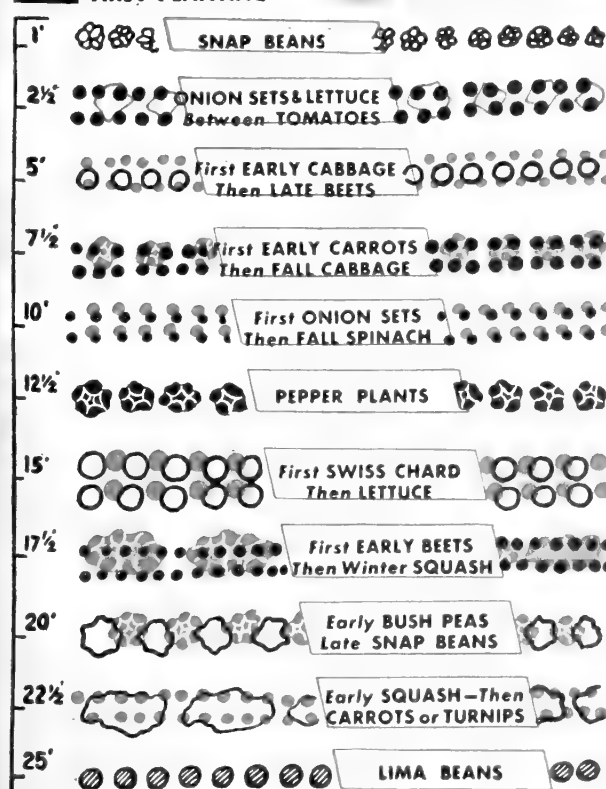 1'
SNAP BEANS
2½'
ONION SETS & LETTUCE
Between TOMATOES
5'
First EARLY CABBAGE
Then LATE BEETS
7½'
First EARLY CARROTS
Then FALL CABBAGE
10'
First ONION SETS
Then FALL SPINACH
12½'
PEPPER PLANTS
15'
First SWISS CHARD
Then LETTUCE
17½'
First EARLY BEETS
Then Winter SQUASH
20'
Early BUSH PEAS
Late SNAP BEANS
22½'
Early SQUASH—Then
CARROTS or TURNIPS
25'
LIMA BEANS